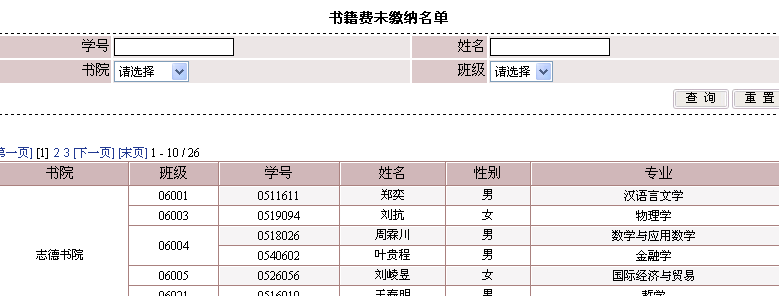 书籍费未缴纳名单
学号 姓名
书院 请选择 班级 请选择
查 询 重 置
第一页] [1] 2 3 [下一页] [末页] 1 - 10 / 26
书院 班级 学号 姓名 性别 专业
06001 0511611 郑奕 男 汉语言文学
06003 0519094 刘抗 女 物理学
志德书院 06004 0518026 周霖川 男 数学与应用数学
0540602 叶贵程 男 金融学
06005 0526056 刘崚昱 女 国际经济与贸易
06021 0516010 男 哲学